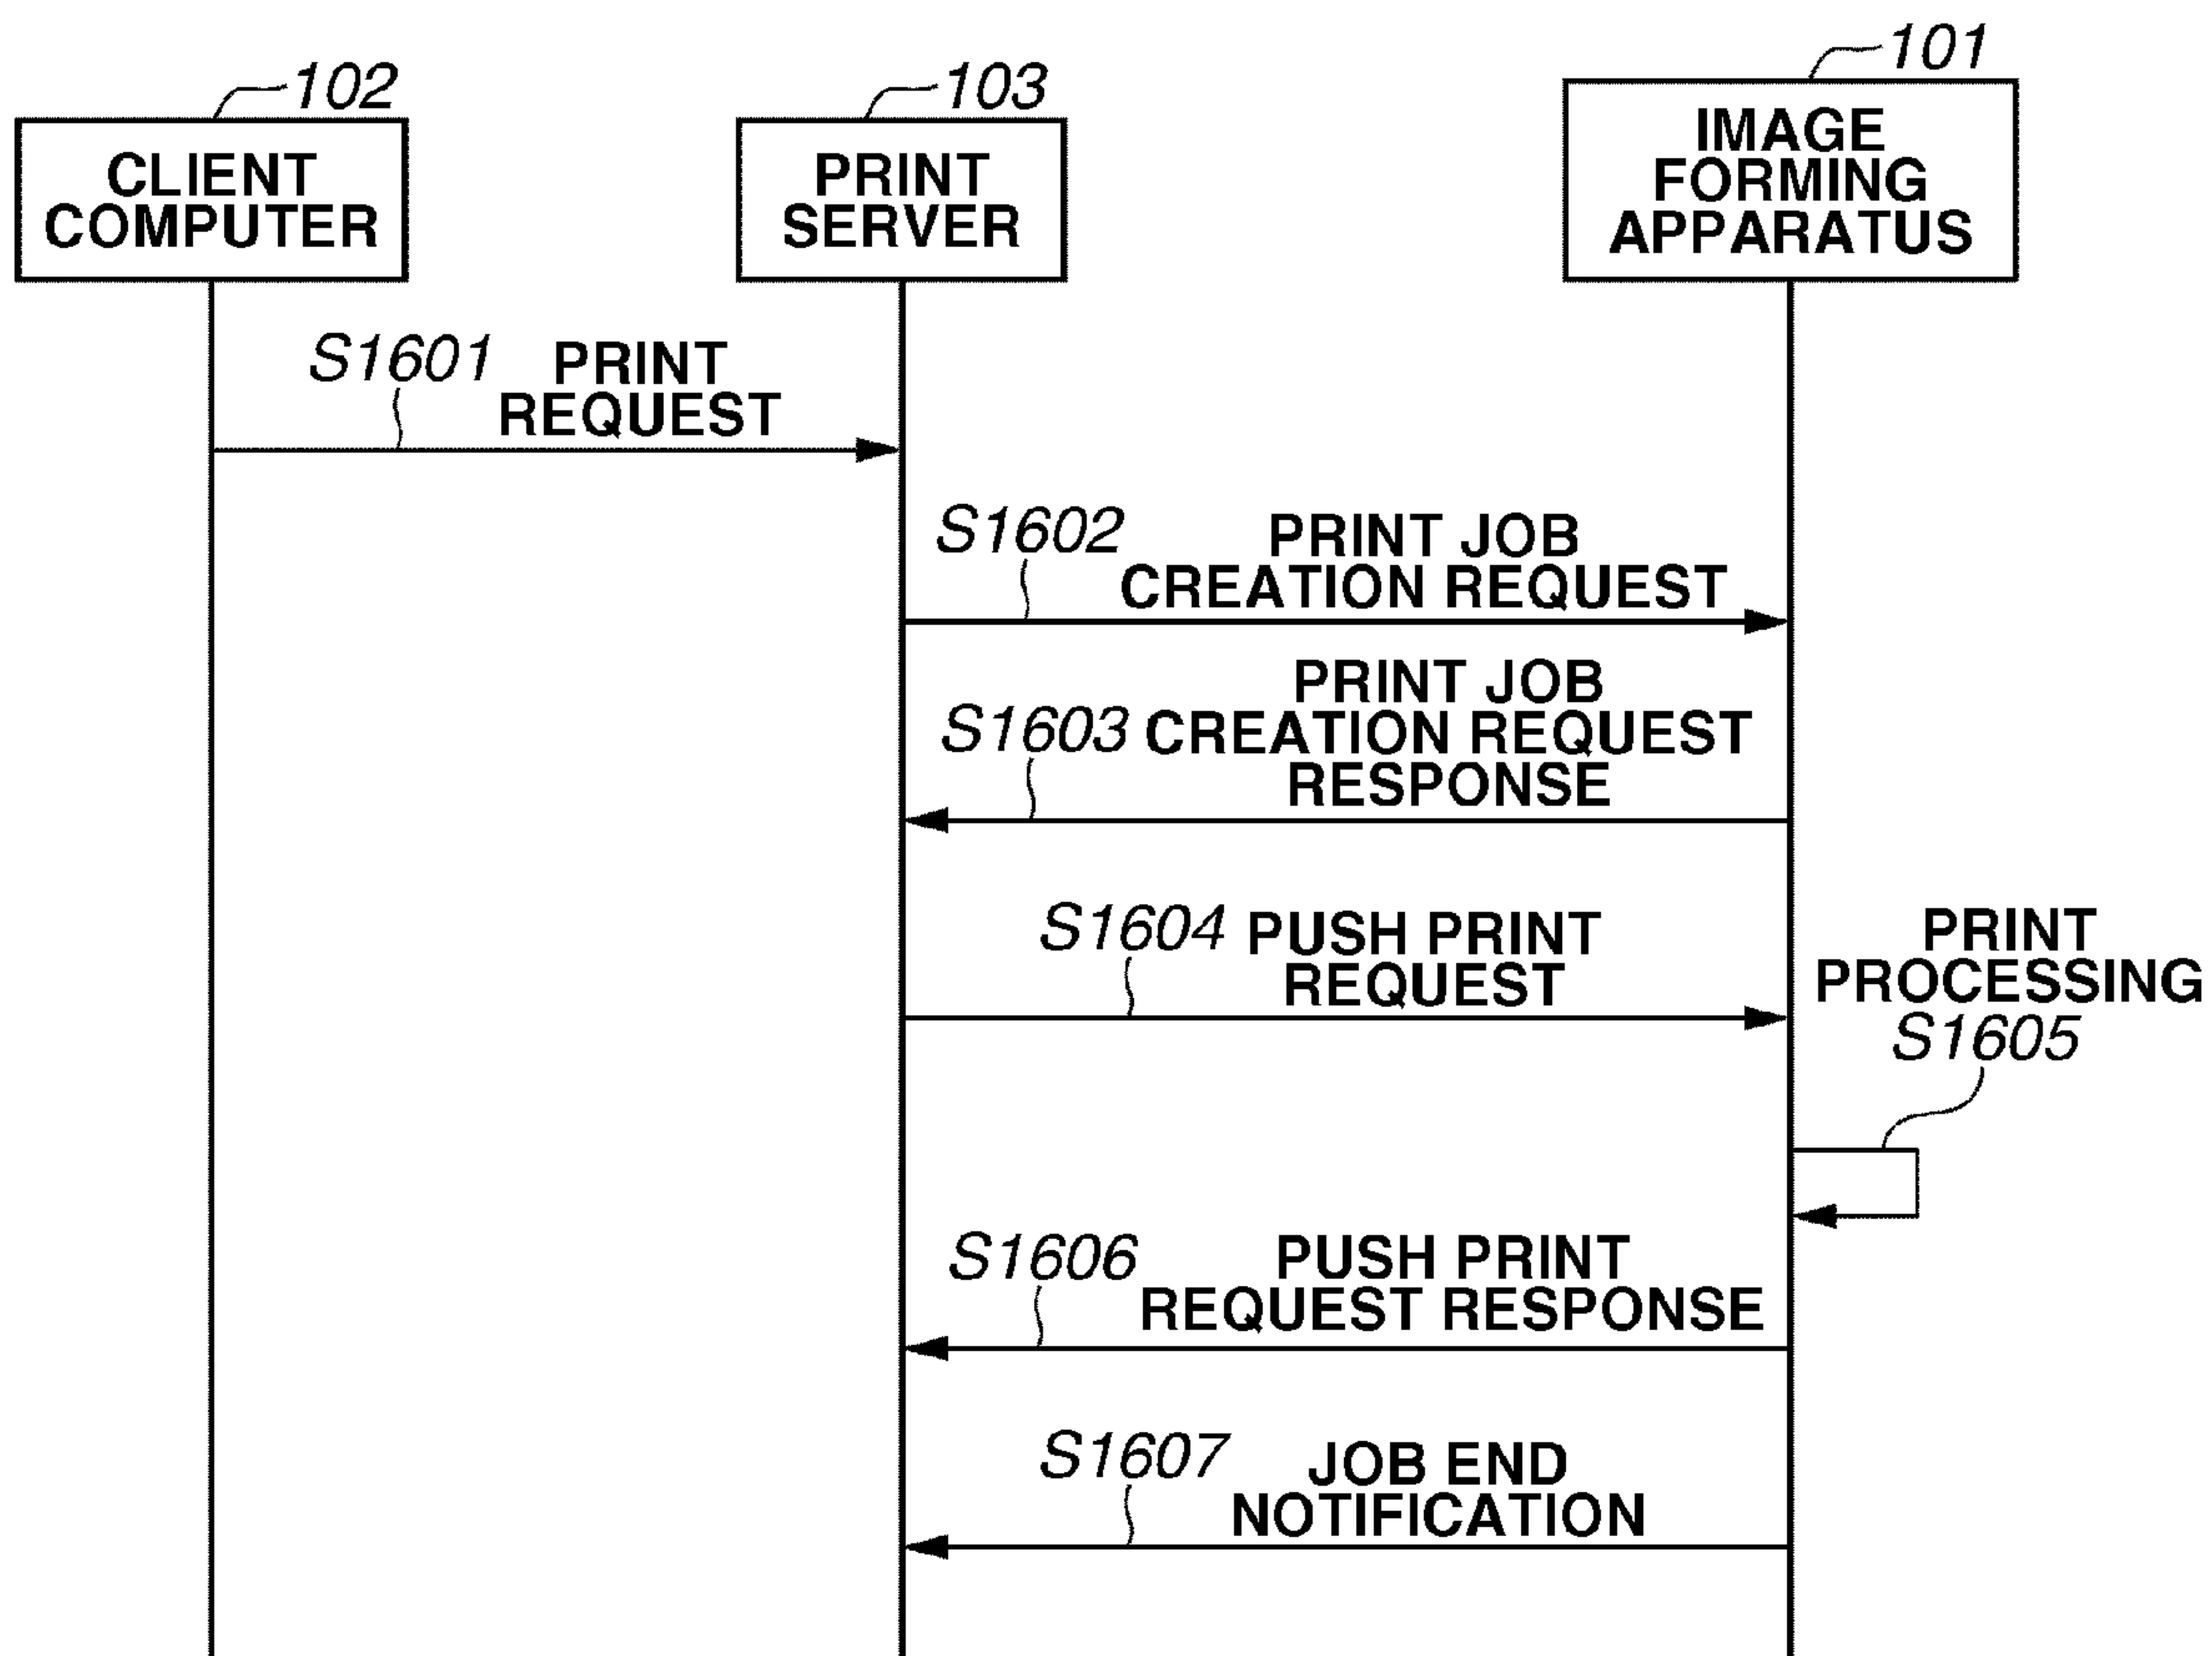 102
CLIENT
COMPUTER
103
PRINT
SERVER
101
IMAGE
FORMING
APPARATUS
S1601
PRINT
REQUEST
S1602
PRINT JOB
CREATION REQUEST
S1603
PRINT JOB
CREATION REQUEST
RESPONSE
S1604
PUSH PRINT
REQUEST
PRINT
PROCESSING
S1605
S1606
PUSH PRINT
REQUEST RESPONSE
S1607
JOB END
NOTIFICATION